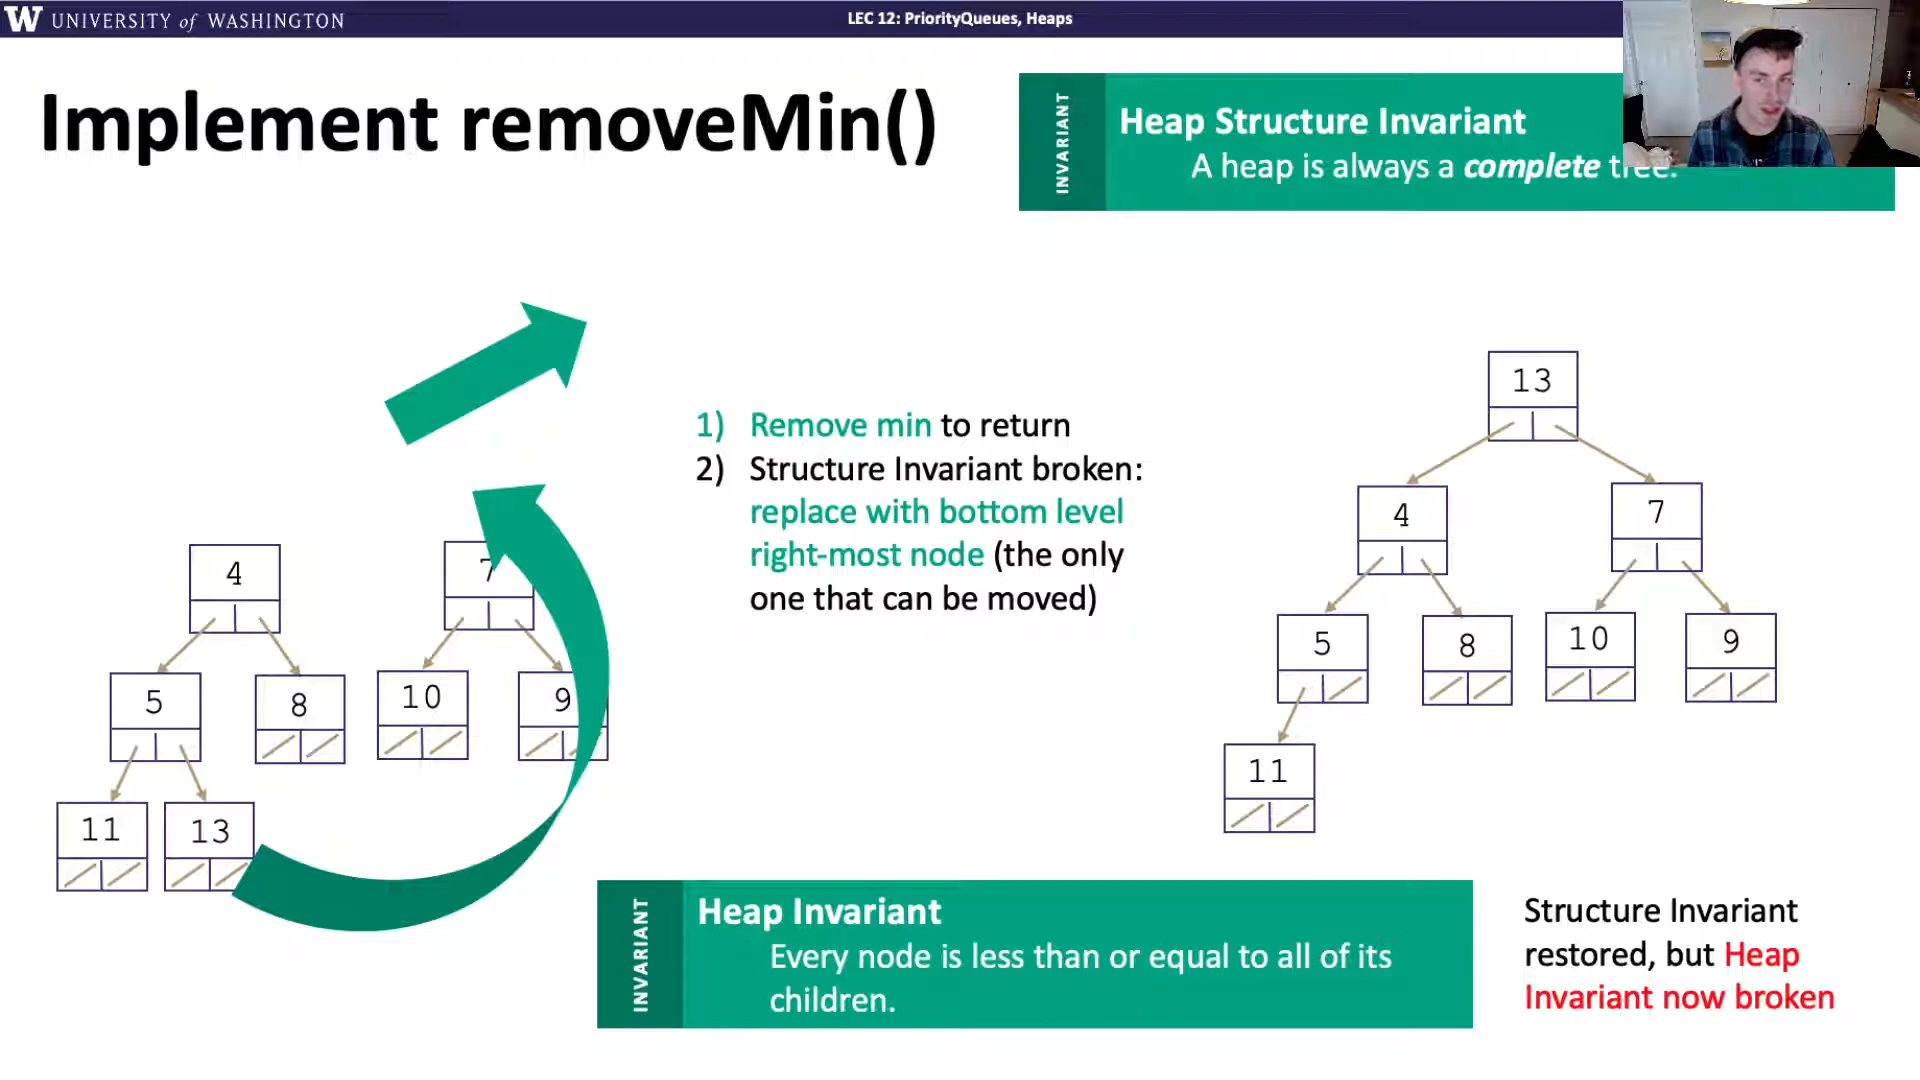 W UNIVERSITY of WASHINGTON
LEC 12: PriorityQueues, Heaps
Implement removeMin()
INVARIANT
Heap Structure Invariant
A heap is always a complete tree.
1) Remove min to return
2) Structure Invariant broken:
replace with bottom level
right-most node (the only
one that can be moved)
4
7
5
8
10
9
11
13
13
4
7
5
8
10
9
11
INVARIANT
Heap Invariant
Every node is less than or equal to all of its
children.
Structure Invariant
restored, but Heap
Invariant now broken